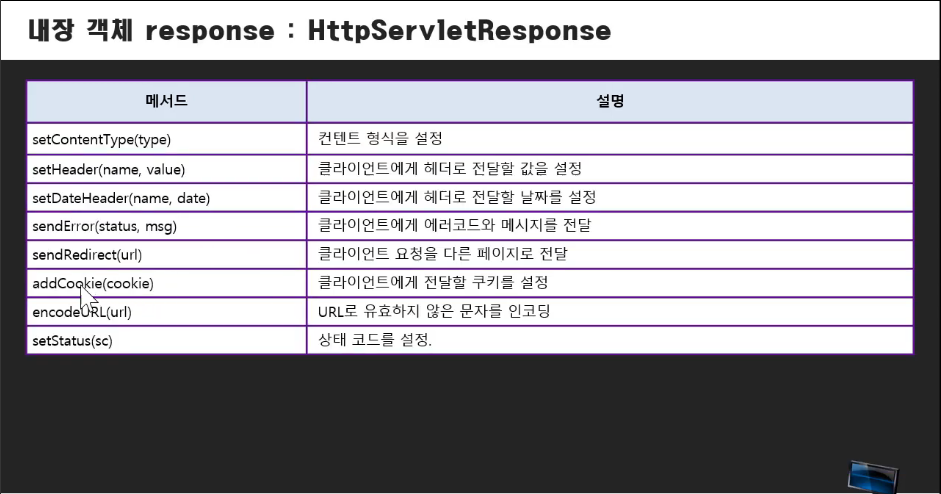 내장 객체 response : HttpServletResponse
메서드 설명
setContentType(type) 컨텐트 형식을 설정
setHeader(name, value) 클라이언트에게 헤더로 전달할 값을 설정
setDateHeader(name, date) 클라이언트에게 헤더로 전달할 날짜를 설정
sendError(status, msg) 클라이언트에게 에러코드와 메시지를 전달
sendRedirect(url) 클라이언트 요청을 다른 페이지로 전달
addCookie(cookie) 클라이언트에게 전달할 쿠키를 설정
encodeURL(url) URL로 유효하지 않은 문자를 인코딩
setStatus(sc) 상태 코드를 설정.